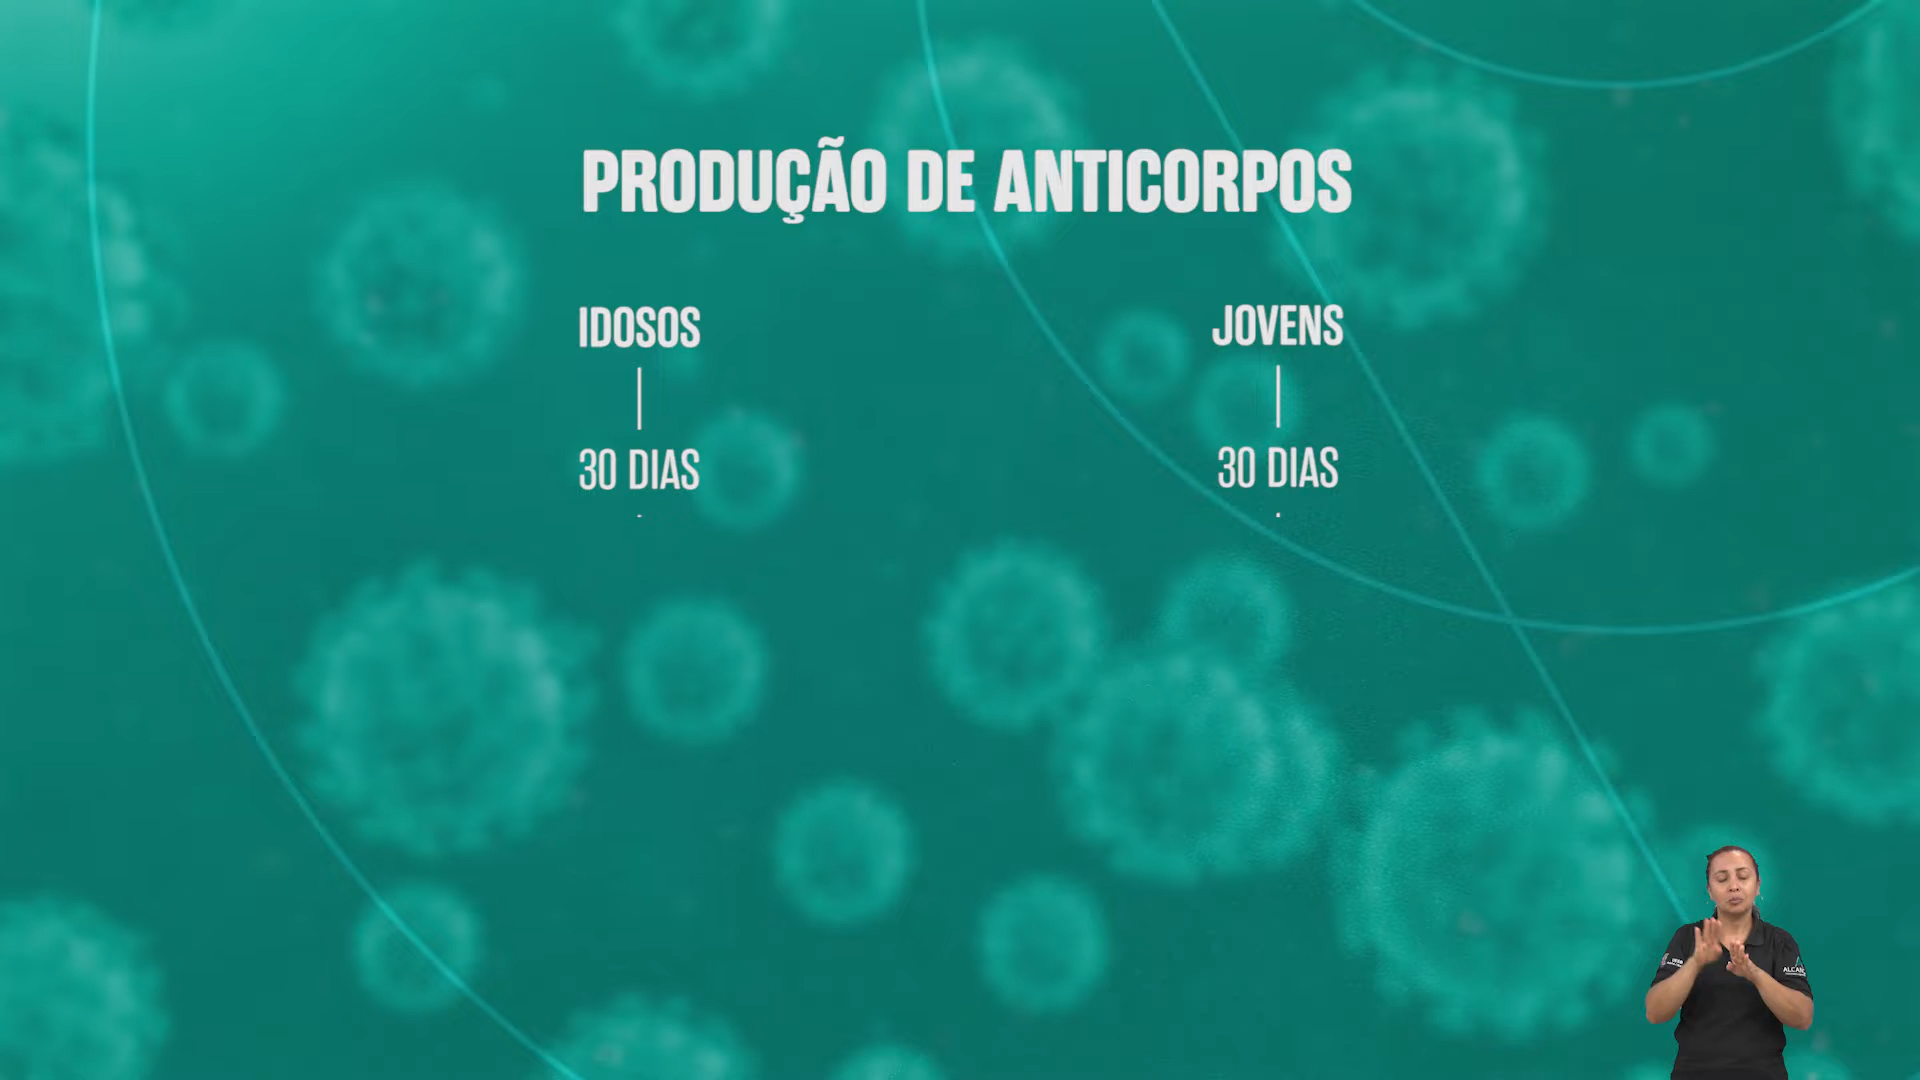 PRODUÇÃO DE ANTICORPOS
IDOSOS
JOVENS
30 DIAS
30 DIAS